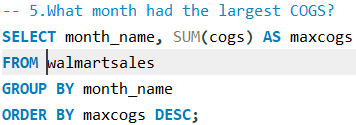 -- 5.What month had the largest COGS?
SELECT month_name, SUM(cogs) AS maxcogs
FROM walmartsales
GROUP BY month_name
ORDER BY maxcogs DESC;